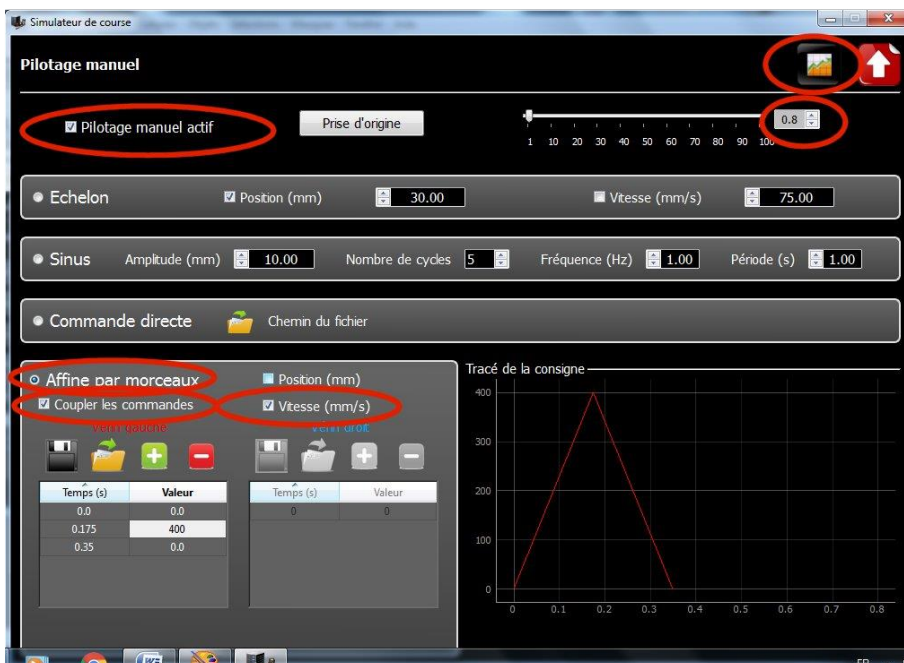 Simulateur de course
Pilotage manuel
Pilotage manuel actif
Prise d'origine
0.8
1 10 20 30 40 50 60 70 80 90 100
Echelon Position (mm) 30.00 Vitesse (mm/s) 75.00
Sinus Amplitude (mm) 10.00 Nombre de cycles 5 Fréquence (Hz) 1.00 Période (s) 1.00
Commande directe Chemin du fichier
Affine par morceaux Position (mm)
Coupler les commandes Vitesse (mm/s)
Vérin gauche Vérin droit
Temps (s) Valeur
0.0 0.0
0.175 400
0.35 0.0
Temps (s) Valeur
0 0
Tracé de la consigne
400
300
200
100
0
0 0.1 0.2 0.3 0.4 0.5 0.6 0.7 0.8
FR